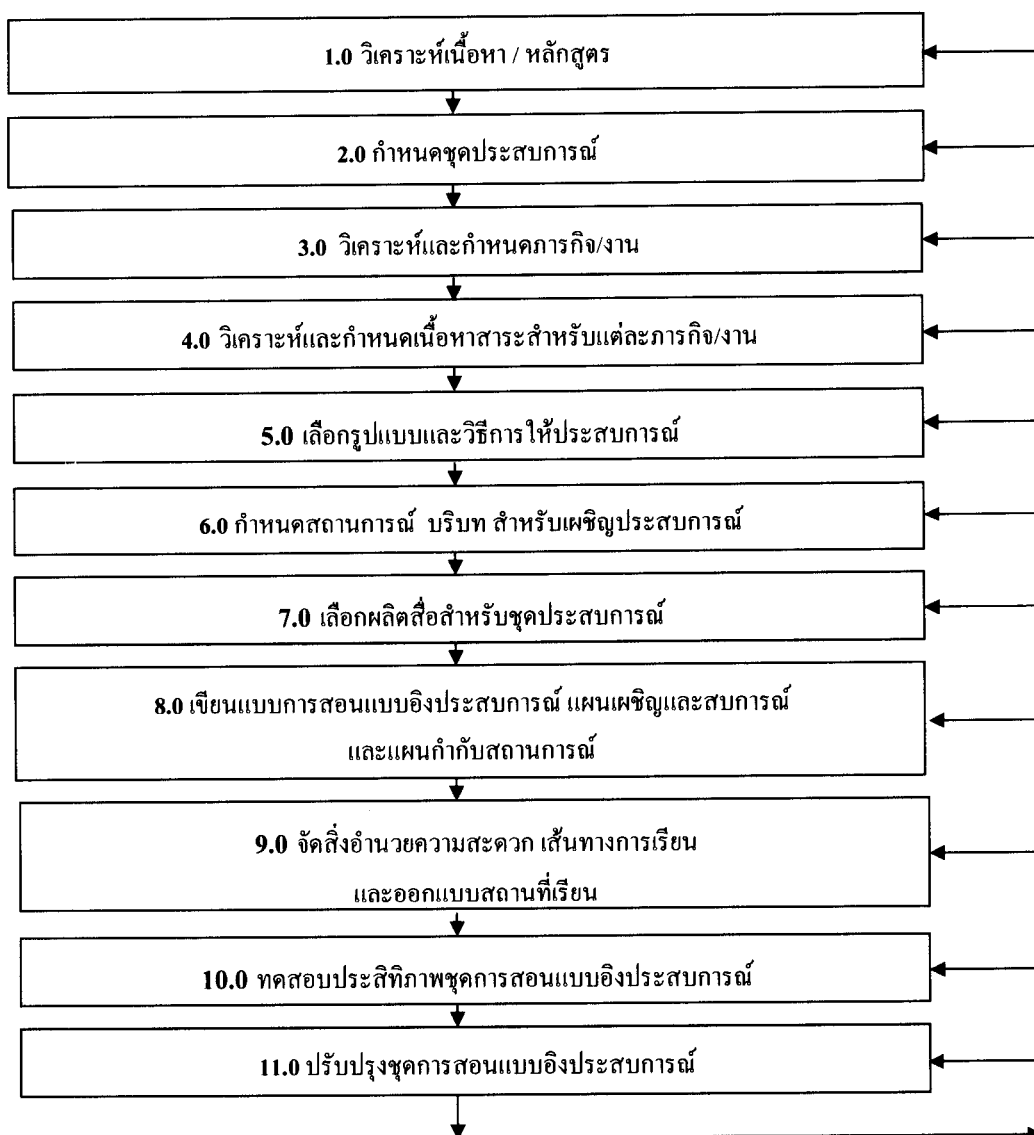 1.0 วิเคราะห์เนื้อหา / หลักสูตร
2.0 กำหนดชุดประสบการณ์
3.0 วิเคราะห์และกำหนดภารกิจ/งาน
4.0 วิเคราะห์และกำหนดเนื้อหาสาระสำหรับแต่ละภารกิจ/งาน
5.0 เลือกรูปแบบและวิธีการให้ประสบการณ์
6.0 กำหนดสถานการณ์ บริบท สำหรับเผชิญประสบการณ์
7.0 เลือกผลิตสื่อสำหรับชุดประสบการณ์
8.0 เขียนแบบการสอนแบบอิงประสบการณ์ แผนเผชิญและสบการณ์
และแผนกำกับสถานการณ์
9.0 จัดสิ่งอำนวยความสะดวก เส้นทางการเรียน
และออกแบบสถานที่เรียน
10.0 ทดสอบประสิทิภาพชุดการสอนแบบอิงประสบการณ์
11.0 ปรับปรุงชุดการสอนแบบอิงประสบการณ์